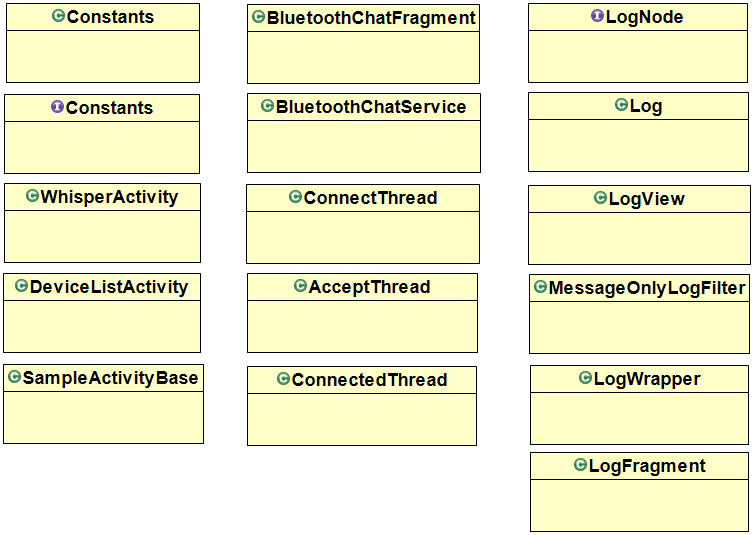 C Constants
I Constants
C WhisperActivity
C DeviceListActivity
C SampleActivityBase
C BluetoothChatFragment
C BluetoothChatService
C ConnectThread
C AcceptThread
C ConnectedThread
I LogNode
C Log
C LogView
C MessageOnlyLogFilter
C LogWrapper
C LogFragment